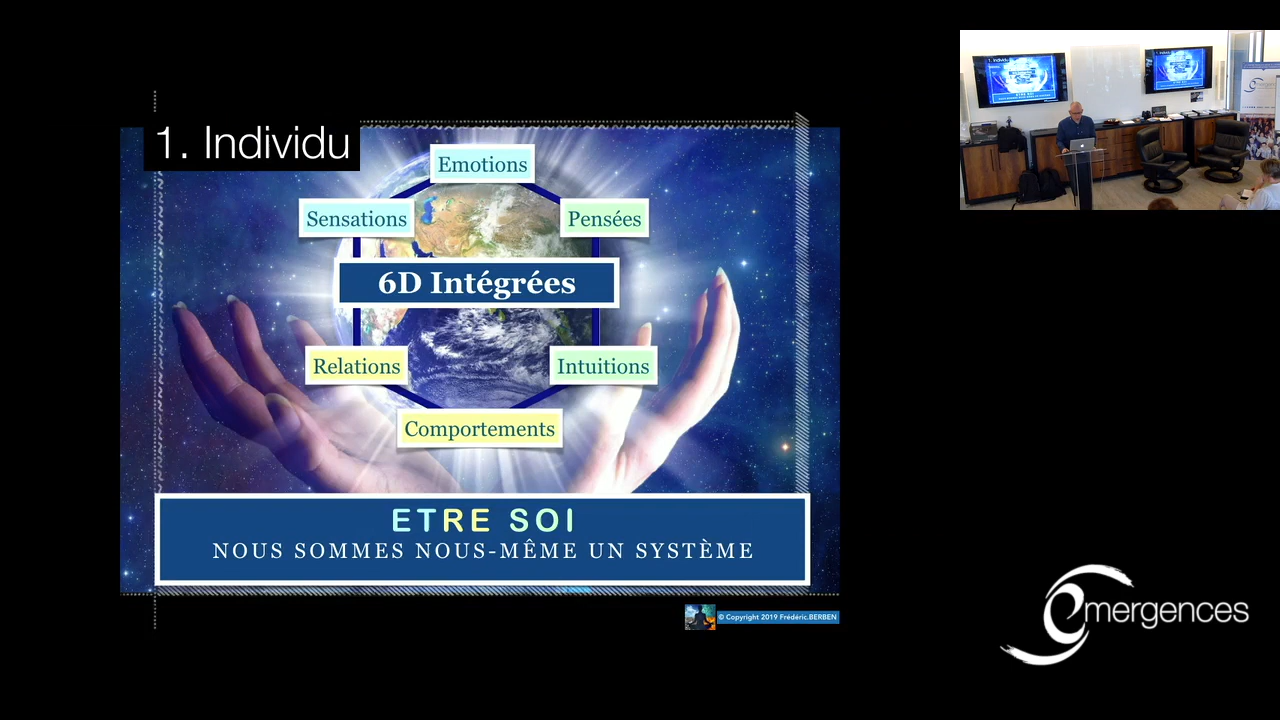 1. Individu
Emotions
Sensations
Pensées
6D Intégrées
Relations
Intuitions
Comportements
ETRE SOI
NOUS SOMMES NOUS-MÊME UN SYSTÈME
© Copyright 2019 Frédéric.BERBEN
emergences